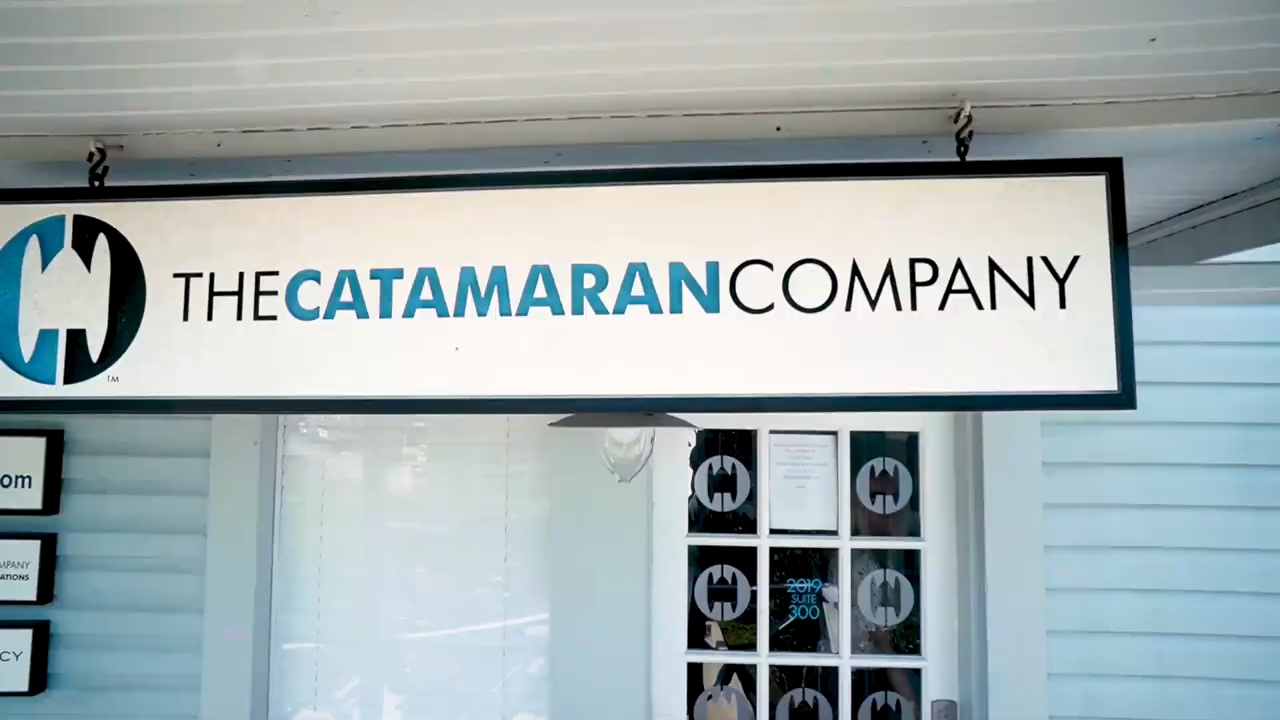 THECATAMARANCOMPANY
TM
om
MPANY
ATIONS
CY
2019
SUITE
300